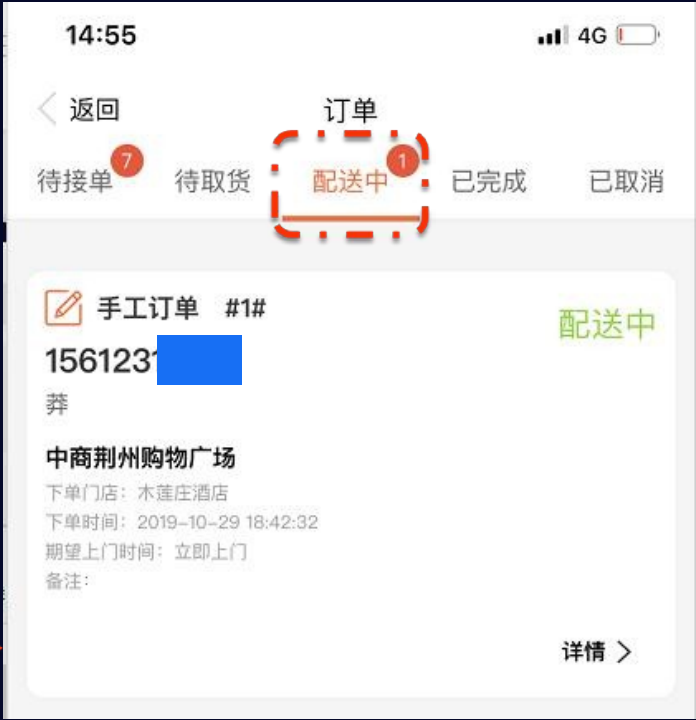 14:55 4G
返回 订单
待接单 7 待取货 配送中 1 已完成 已取消
手工订单 #1# 配送中
1561231
莽
中商荆州购物广场
下单门店：木莲庄酒店
下单时间：2019-10-29 18:42:32
期望上门时间：立即上门
备注：
详情